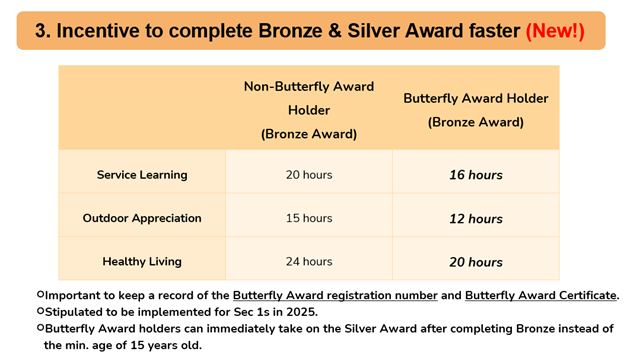 3. Incentive to complete Bronze & Silver Award faster (New!)
Non-Butterfly Award
Holder
(Bronze Award)
Butterfly Award Holder
(Bronze Award)
Service Learning
20 hours
16 hours
Outdoor Appreciation
15 hours
12 hours
Healthy Living
24 hours
20 hours
Important to keep a record of the Butterfly Award registration number and Butterfly Award Certificate.
Stipulated to be implemented for Sec 1s in 2025.
Butterfly Award holders can immediately take on the Silver Award after completing Bronze instead of
the min. age of 15 years old.